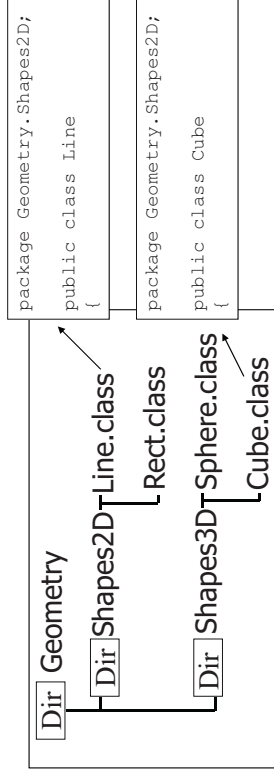 Dir Geometry
Dir Shapes2D Line.class
Rect.class
Dir Shapes3D Sphere.class
Cube.class
package Geometry.Shapes2D;
public class Line
{
package Geometry.Shapes2D;
public class Cube
{